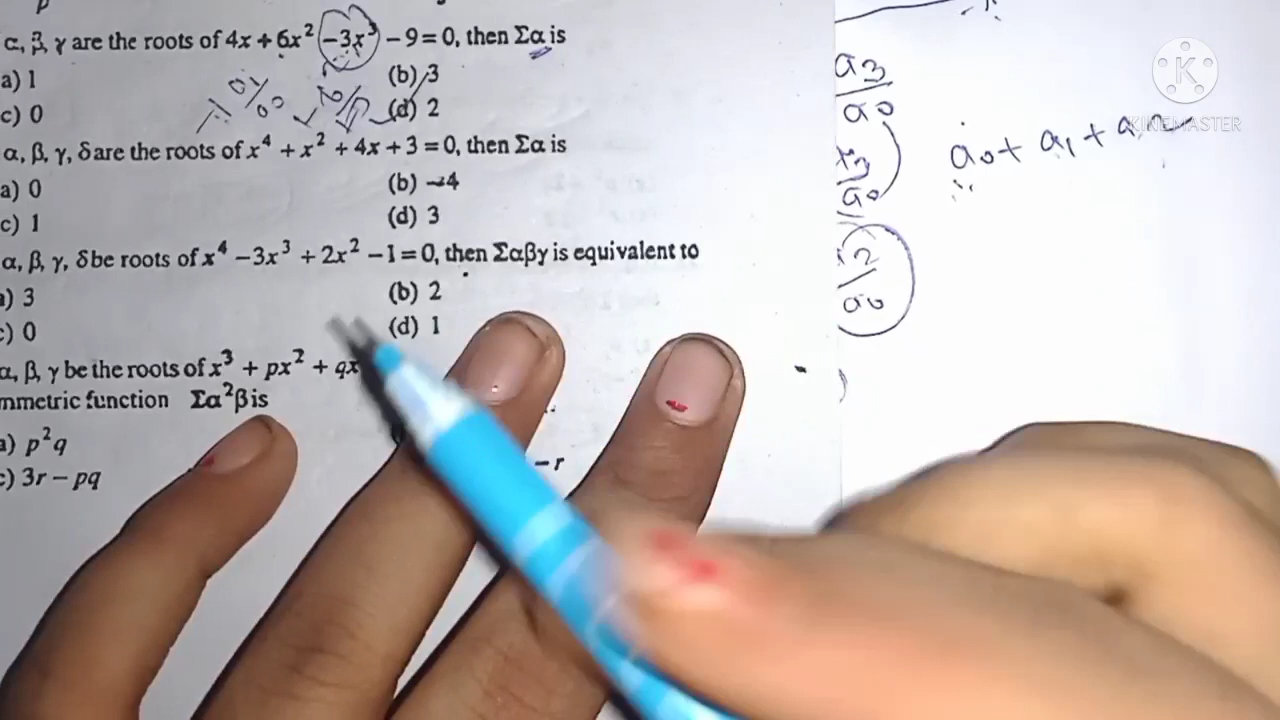 α, β, γ are the roots of 4x + 6x² - 3x³ - 9 = 0, then Σα is
a) 1 (b) 3
c) 0 (d) 2
α, β, γ, δ are the roots of x⁴ + x² + 4x + 3 = 0, then Σα is
a) 0 (b) -4
c) 1 (d) 3
α, β, γ, δ be roots of x⁴ - 3x³ + 2x² - 1 = 0, then Σαβγ is equivalent to
) 3 (b) 2
) 0 (d) 1
α, β, γ be the roots of x³ + px² + qx
mmetric function Σα²β is
) p²q
) 3r - pq - r
a₀ + a₁ + a
K
KINEMASTER